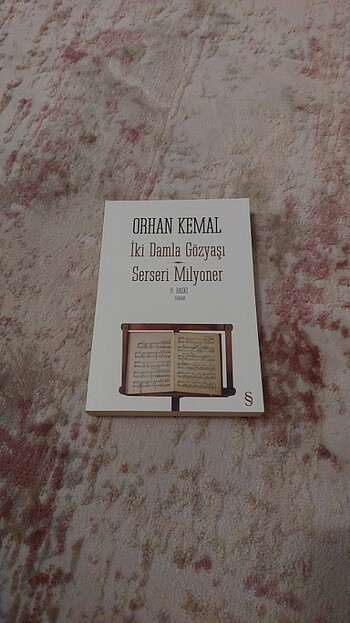 ORHAN KEMAL
İki Damla Gözyaşı
Serseri Milyoner